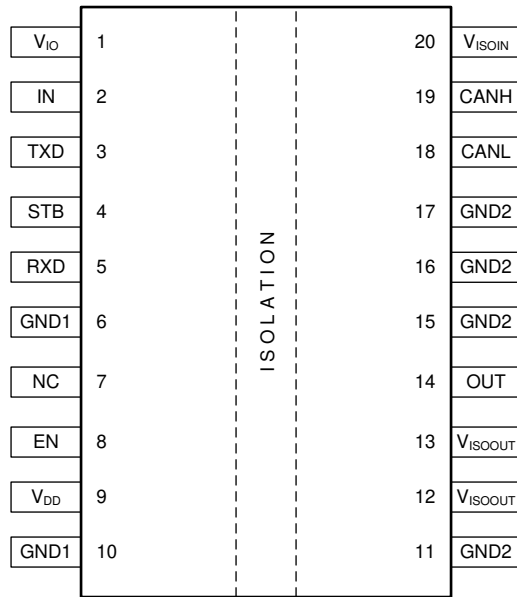 V_IO 1 20 V_ISOIN
IN 2 19 CANH
TXD 3 18 CANL
STB 4 17 GND2
RXD 5 16 GND2
GND1 6 15 GND2
NC 7 14 OUT
EN 8 13 V_ISOOUT
V_DD 9 12 V_ISOOUT
GND1 10 11 GND2
ISOLATION